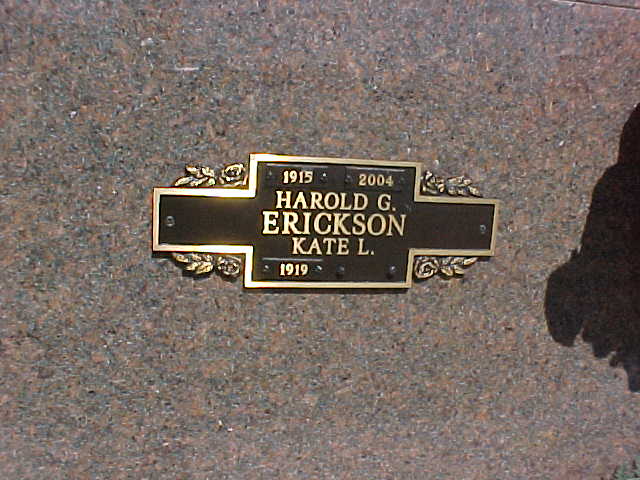 1915 2004
HAROLD G.
ERICKSON
KATE L.
1919